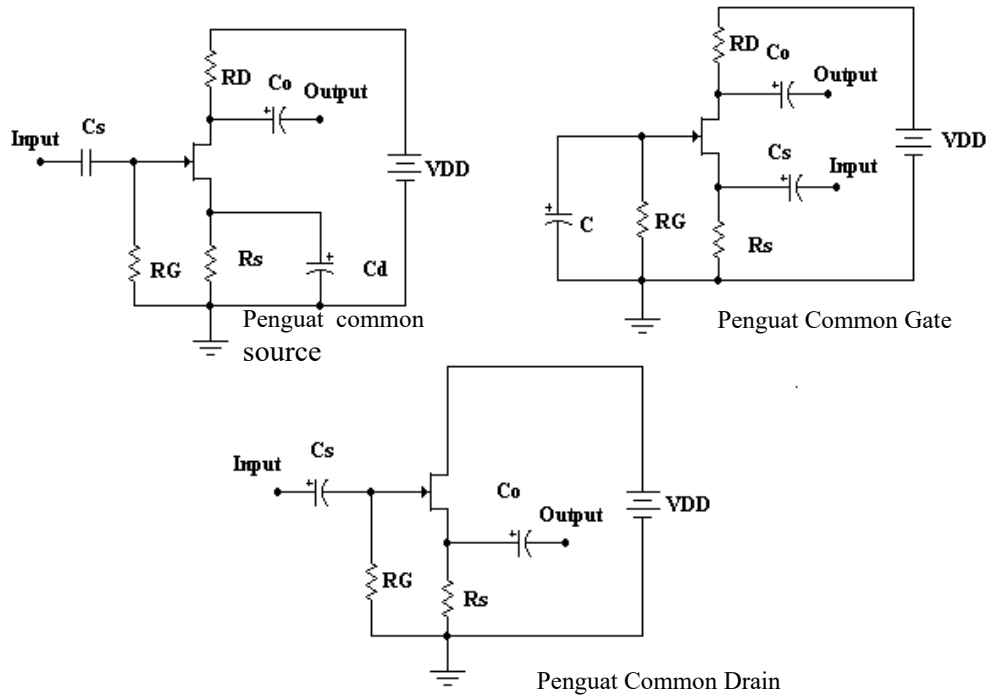 RD
Co
Output
Input
Cs
VDD
RG
Rs
Cd
Penguat common
source
RD
Co
Output
VDD
Cs
Input
C
RG
Rs
Penguat Common Gate
Cs
Input
Co
Output
VDD
RG
Rs
Penguat Common Drain